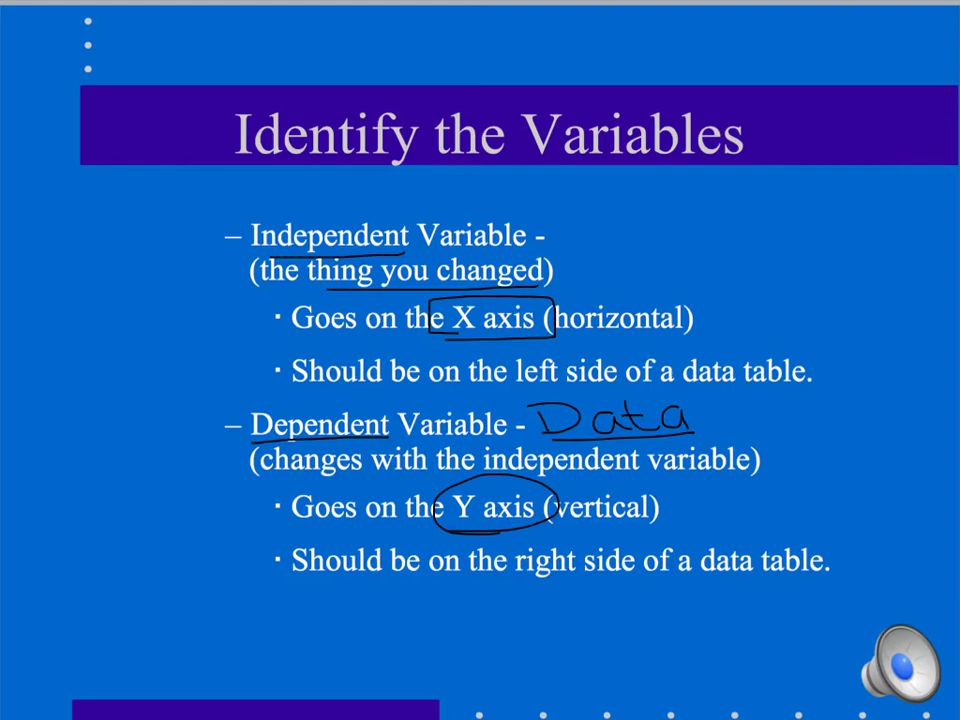 Identify the Variables
– Independent Variable -
(the thing you changed)
· Goes on the X axis (horizontal)
· Should be on the left side of a data table.
– Dependent Variable - Data
(changes with the independent variable)
· Goes on the Y axis (vertical)
· Should be on the right side of a data table.